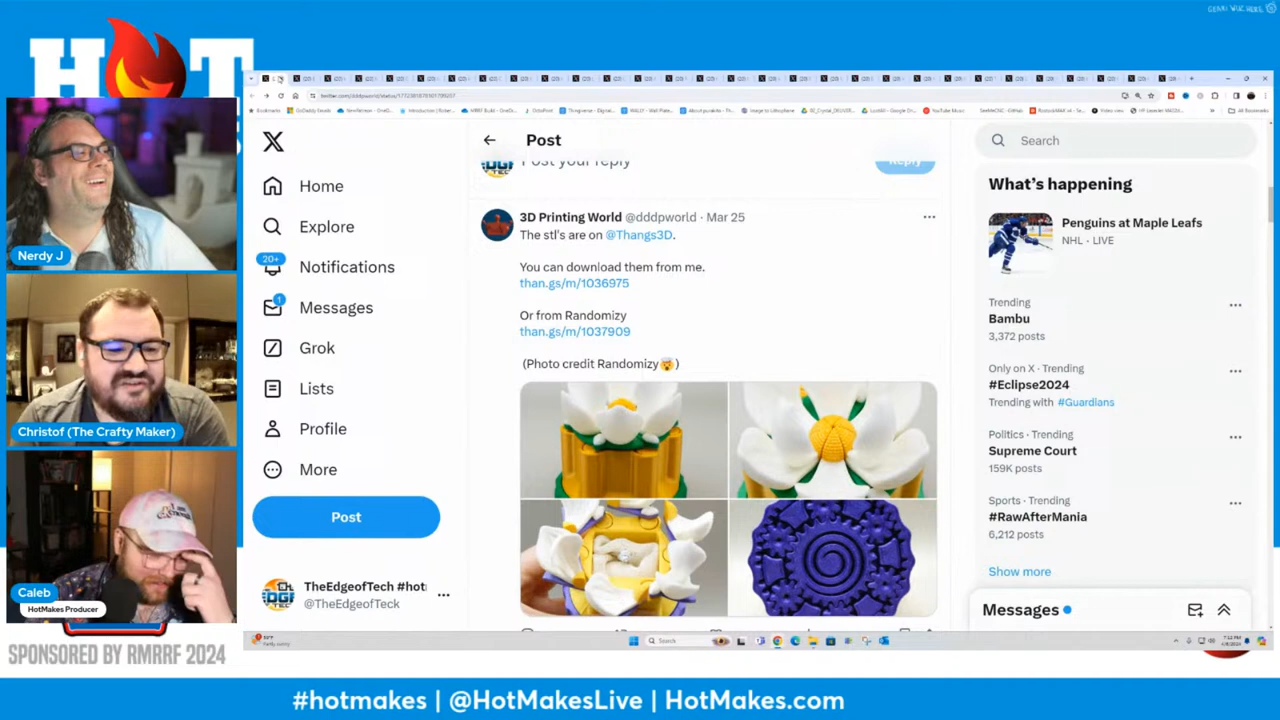 H T
Nerdy J
Christof (The Crafty Maker)
Caleb
HotMakes Producer
SPONSORED BY RMRRF 2024
Home
Explore
20+
Notifications
1
Messages
Grok
Lists
Profile
More
Post
TheEdgeofTech #hot
@TheEdgeofTech
Post
Post your reply
Reply
3D Printing World @dddpworld · Mar 25
The stl's are on @Thangs3D.
You can download them from me.
than.gs/m/1036975
Or from Randomizy
than.gs/m/1037909
(Photo credit Randomizy🤯)
Search
What's happening
Penguins at Maple Leafs
NHL · LIVE
Trending
Bambu
3,372 posts
Only on X · Trending
#Eclipse2024
Trending with #Guardians
Politics · Trending
Supreme Court
159K posts
Sports · Trending
#RawAfterMania
6,212 posts
Show more
Messages
Search
#hotmakes | @HotMakesLive | HotMakes.com